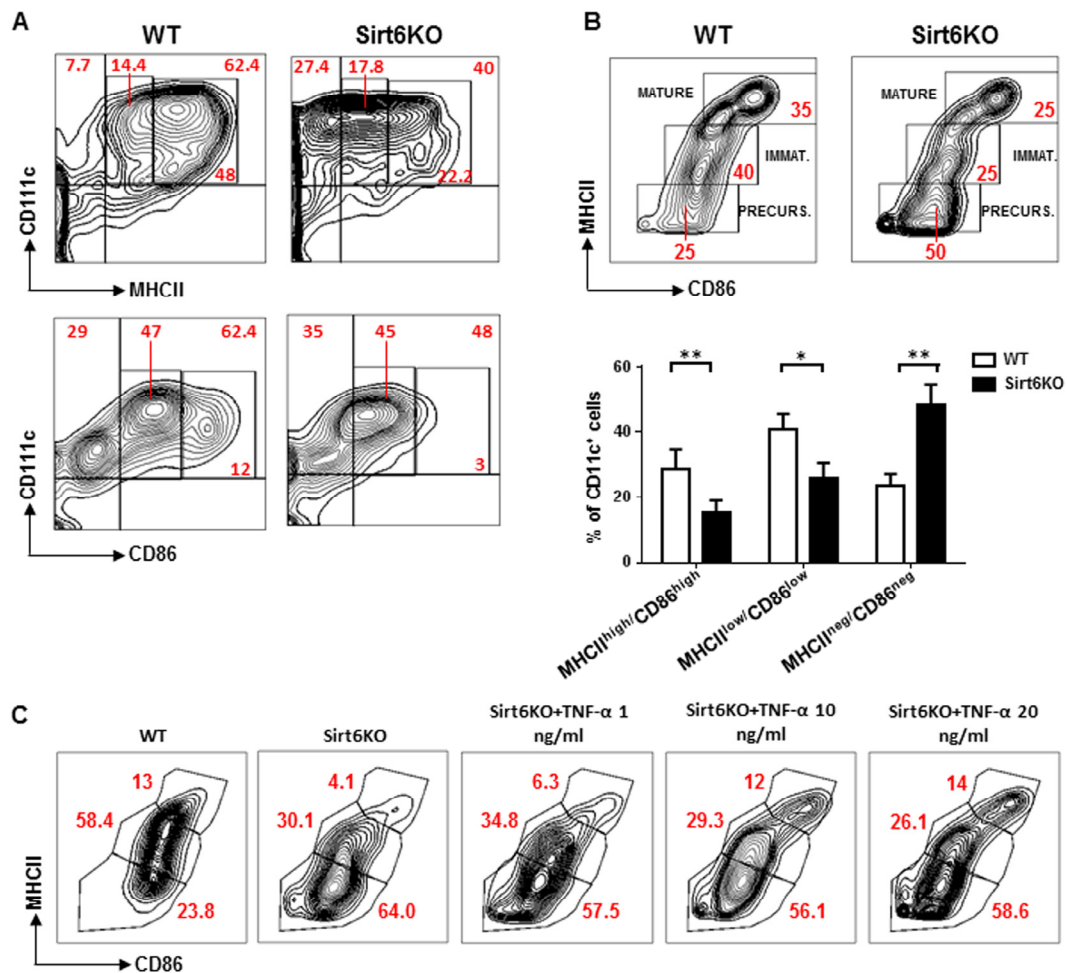 A
WT
Sirt6KO
7.7
14.4
62.4
48
27.4
17.8
40
22.2
CD111c
MHCII
29
47
62.4
12
35
45
48
3
CD111c
CD86
B
WT
Sirt6KO
MATURE
35
IMMAT.
40
PRECURS.
25
MATURE
25
IMMAT.
25
PRECURS.
50
MHCII
CD86
% of CD11c+ cells
60
40
20
0
**
*
**
WT
Sirt6KO
MHCIIhigh/CD86high
MHCIIlow/CD86low
MHCIIneg/CD86neg
C
WT
Sirt6KO
Sirt6KO+TNF-α 1
ng/ml
Sirt6KO+TNF-α 10
ng/ml
Sirt6KO+TNF-α 20
ng/ml
13
58.4
23.8
4.1
30.1
64.0
6.3
34.8
57.5
12
29.3
56.1
14
26.1
58.6
MHCII
CD86